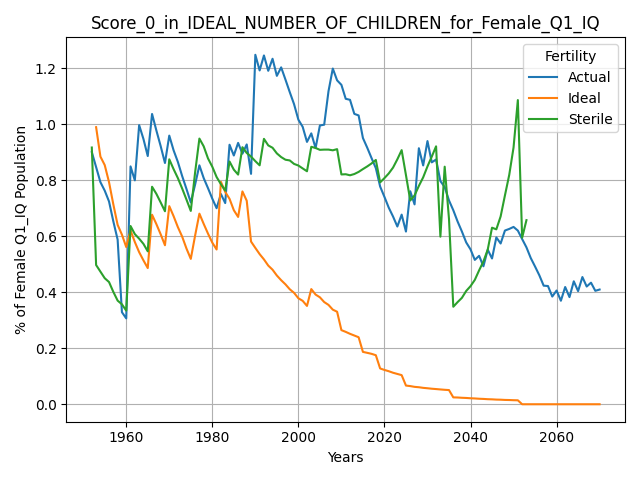 Score_0_in_IDEAL_NUMBER_OF_CHILDREN_for_Female_Q1_IQ
Fertility
Actual
Ideal
Sterile
% of Female Q1_IQ Population
1.2
1.0
0.8
0.6
0.4
0.2
0.0
1960 1980 2000 2020 2040 2060
Years